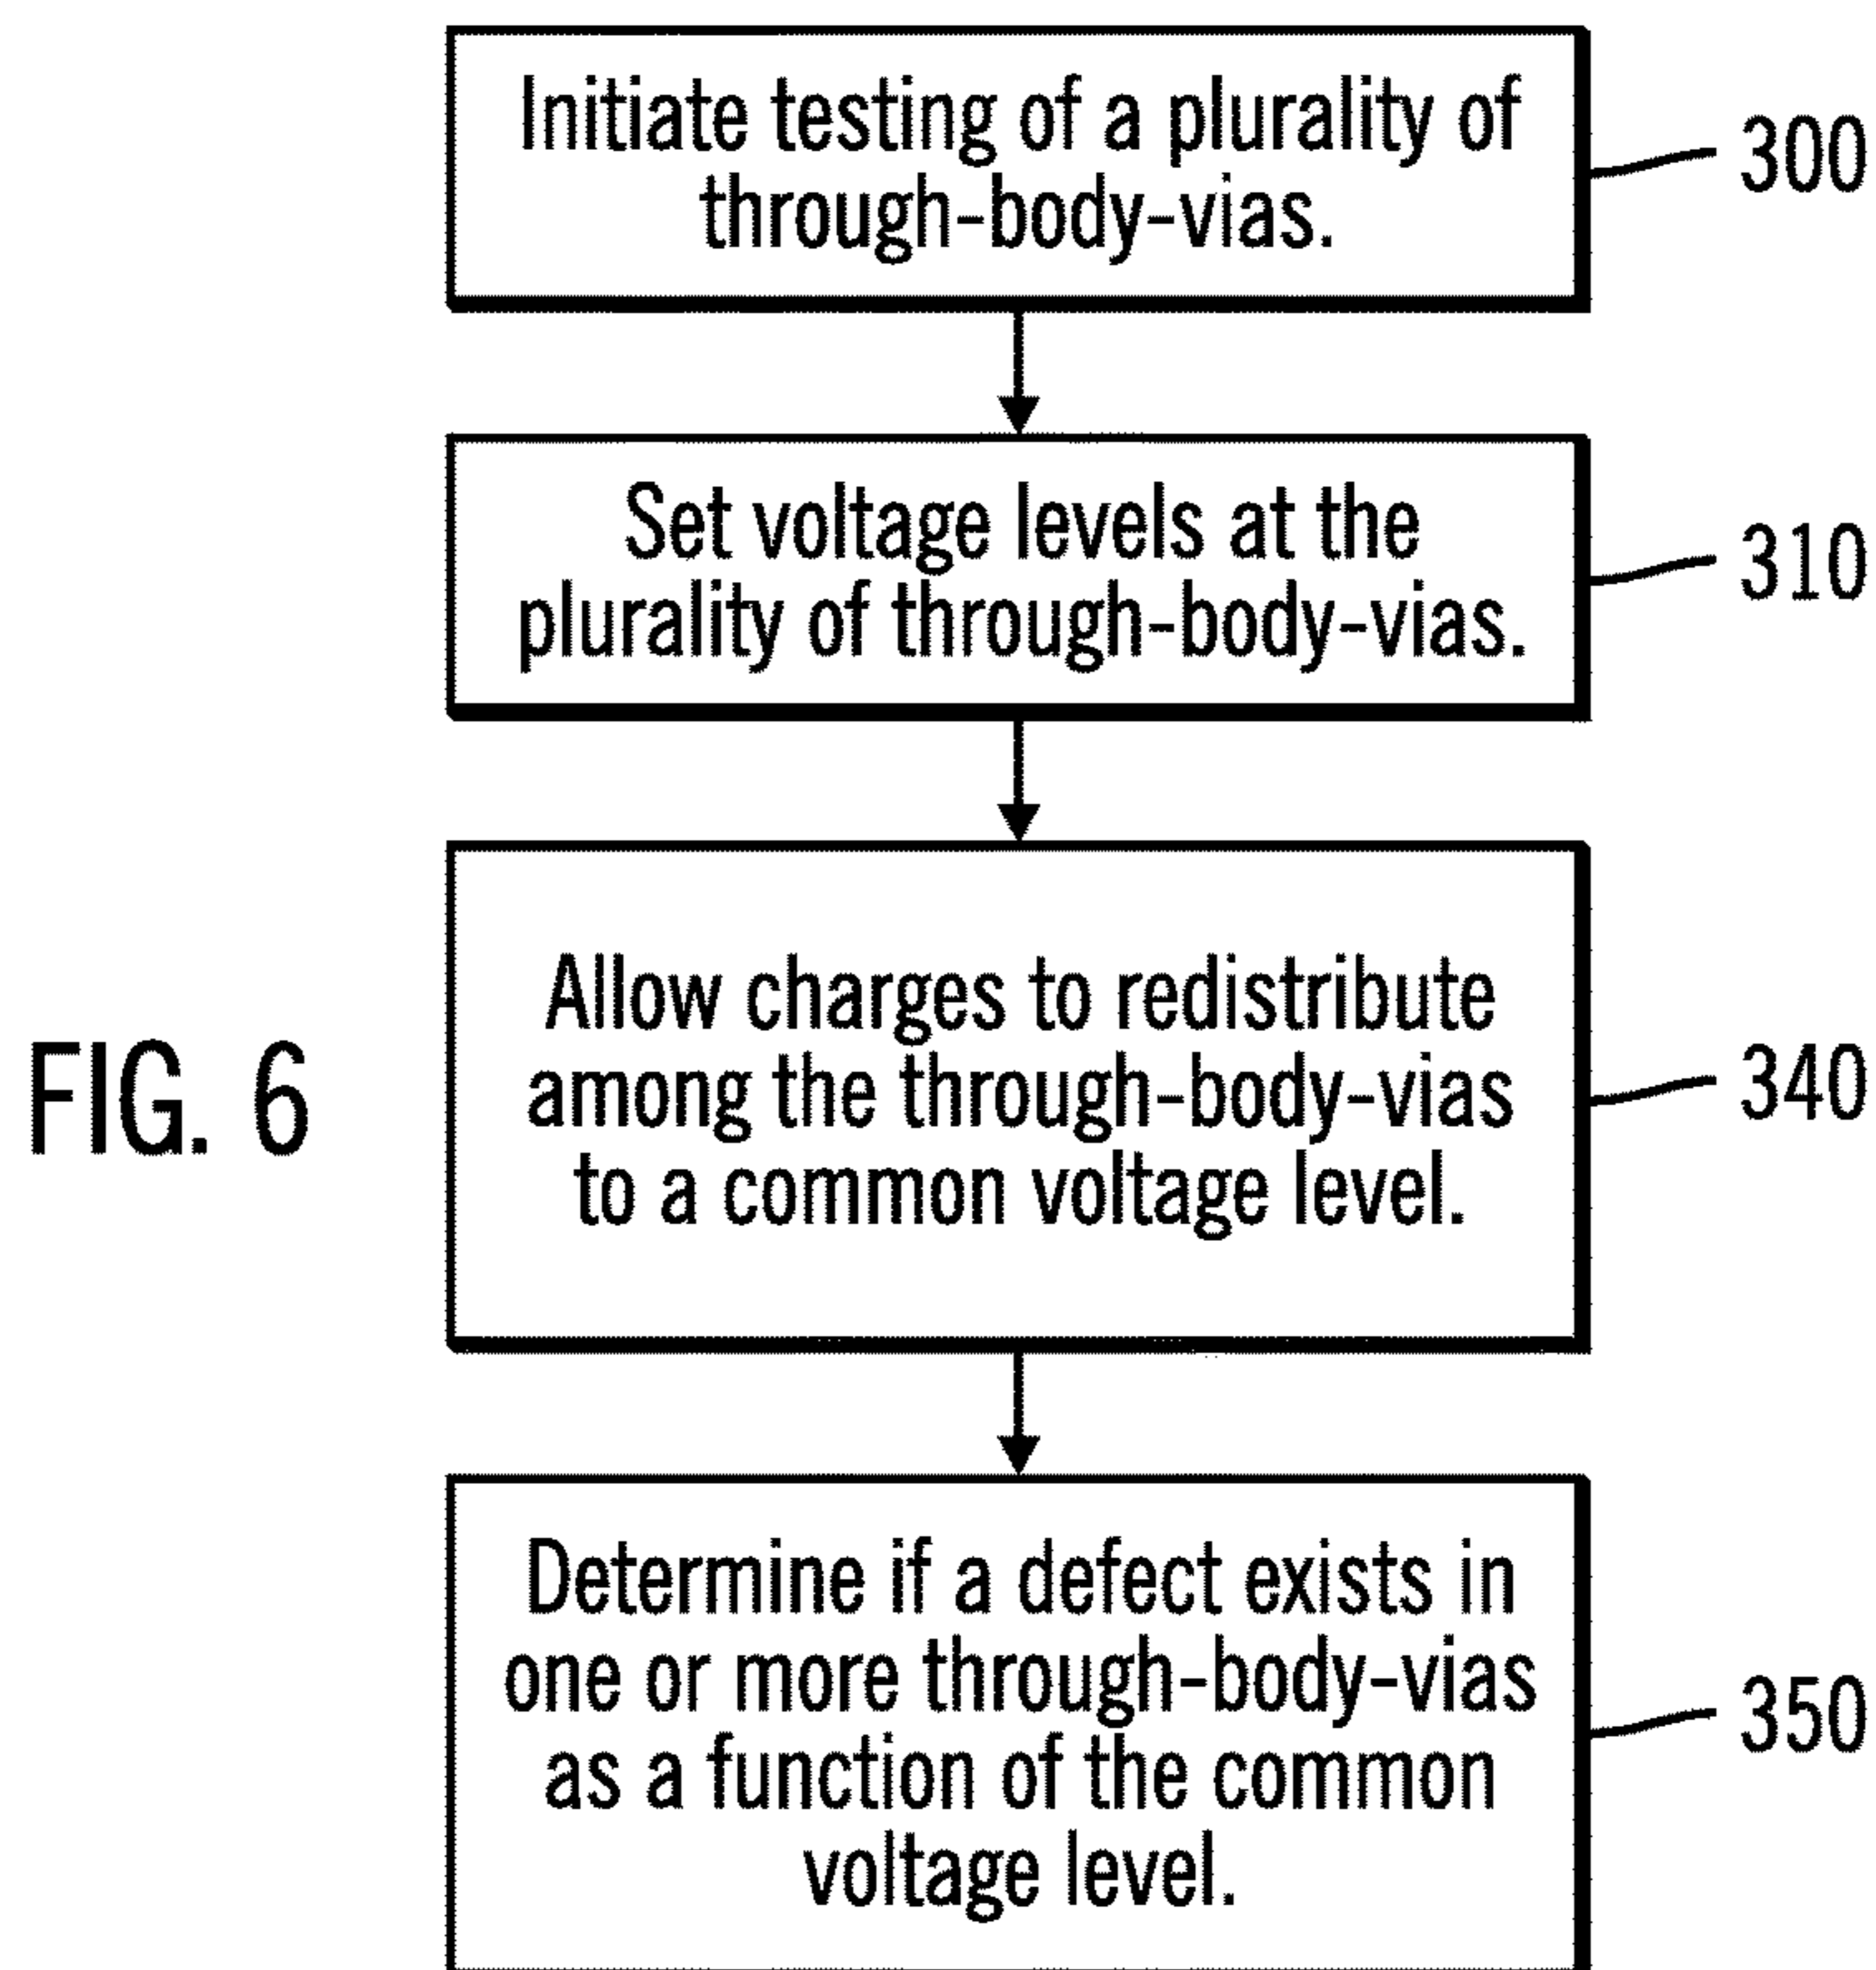 Initiate testing of a plurality of
through-body-vias.
300
Set voltage levels at the
plurality of through-body-vias.
310
Allow charges to redistribute
among the through-body-vias
to a common voltage level.
340
FIG. 6
Determine if a defect exists in
one or more through-body-vias
as a function of the common
voltage level.
350